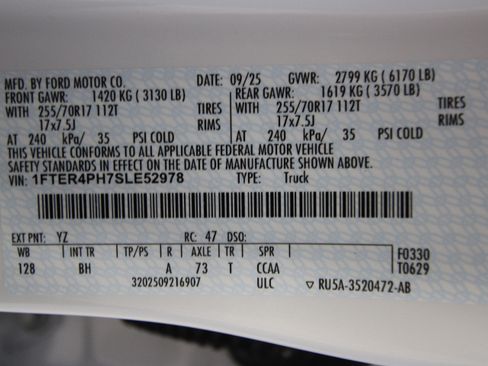 MFD. BY FORD MOTOR CO. DATE: 09/25 GVWR: 2799 KG (6170 LB)
FRONT GAWR: 1420 KG (3130 LB) REAR GAWR: 1619 KG (3570 LB)
WITH 255/70R17 112T TIRES WITH 255/70R17 112T TIRES
17x7.5J RIMS 17x7.5J RIMS
AT 240 kPa/ 35 PSI COLD AT 240 kPa/ 35 PSI COLD
THIS VEHICLE CONFORMS TO ALL APPLICABLE FEDERAL MOTOR VEHICLE
SAFETY STANDARDS IN EFFECT ON THE DATE OF MANUFACTURE SHOWN ABOVE.
VIN: 1FTER4PH7SLE52978 TYPE: Truck
EXT PNT: YZ RC: 47 DSO:
WB INT TR TP/PS R AXLE TR SPR F0330
128 BH A 73 T CCAA T0629
3202509216907 ULC ▽ RU5A-3520472-AB